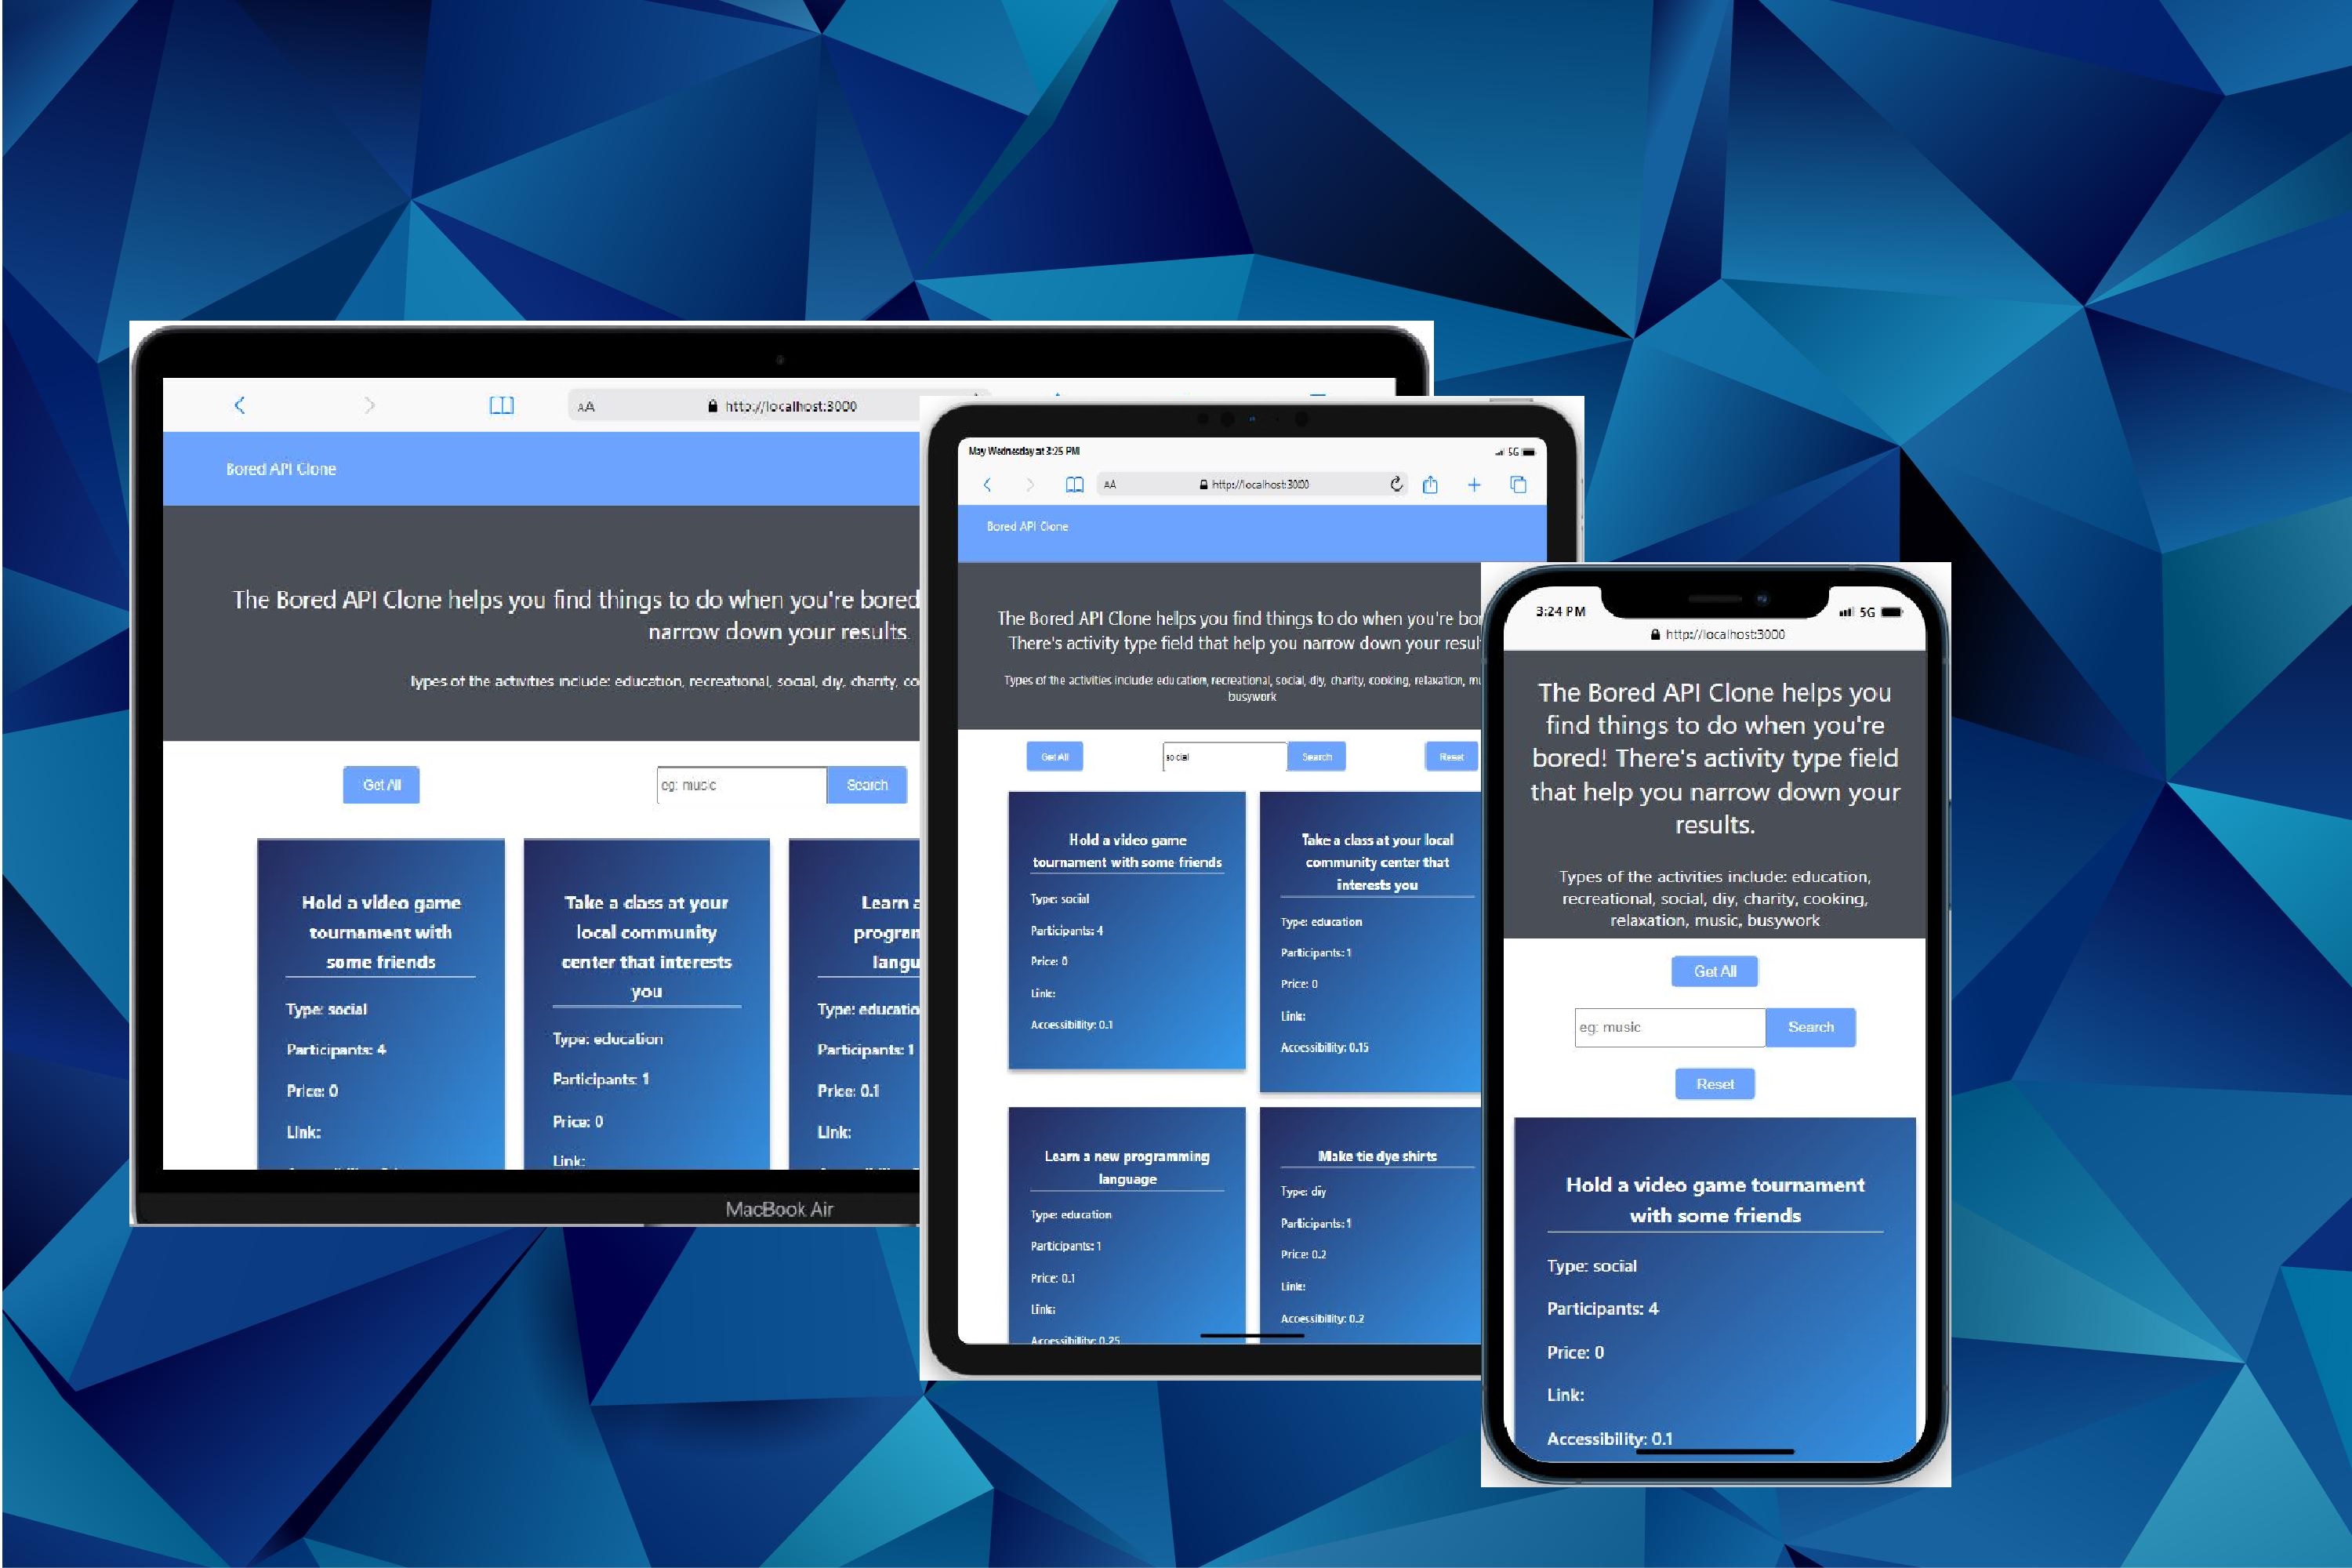 AA
http://localhost:3000
Bored API Clone
The Bored API Clone helps you find things to do when you're bored
narrow down your results.
Types of the activities include: education, recreational, social, diy, charity, co
Get All
eg: music
Search
Hold a video game
tournament with
some friends
Type: social
Participants: 4
Price: 0
Link:
Take a class at your
local community
center that interests
you
Type: education
Participants: 1
Price: 0
Link:
Learn a
program
langu
Type: educatio
Participants: 1
Price: 0.1
Link:
MacBook Air
May Wednesday at 3:25 PM
5G
AA
http://localhost:3000
Bored API Clone
The Bored API Clone helps you find things to do when you're bor
There's activity type field that help you narrow down your resul
Types of the activities include: education, recreational, social, diy, charity, cooking, relaxation, mu
busywork
Get All
social
Search
Reset
Hold a video game
tournament with some friends
Type: social
Participants: 4
Price: 0
Link:
Accessibility: 0.1
Take a class at your local
community center that
interests you
Type: education
Participants: 1
Price: 0
Link:
Accessibility: 0.15
Learn a new programming
language
Type: education
Participants: 1
Price: 0.1
Link:
Accessibility: 0.25
Make tie dye shirts
Type: diy
Participants: 1
Price: 0.2
Link:
Accessibility: 0.2
3:24 PM
5G
http://localhost:3000
The Bored API Clone helps you
find things to do when you're
bored! There's activity type field
that help you narrow down your
results.
Types of the activities include: education,
recreational, social, diy, charity, cooking,
relaxation, music, busywork
Get All
eg: music
Search
Reset
Hold a video game tournament
with some friends
Type: social
Participants: 4
Price: 0
Link:
Accessibility: 0.1